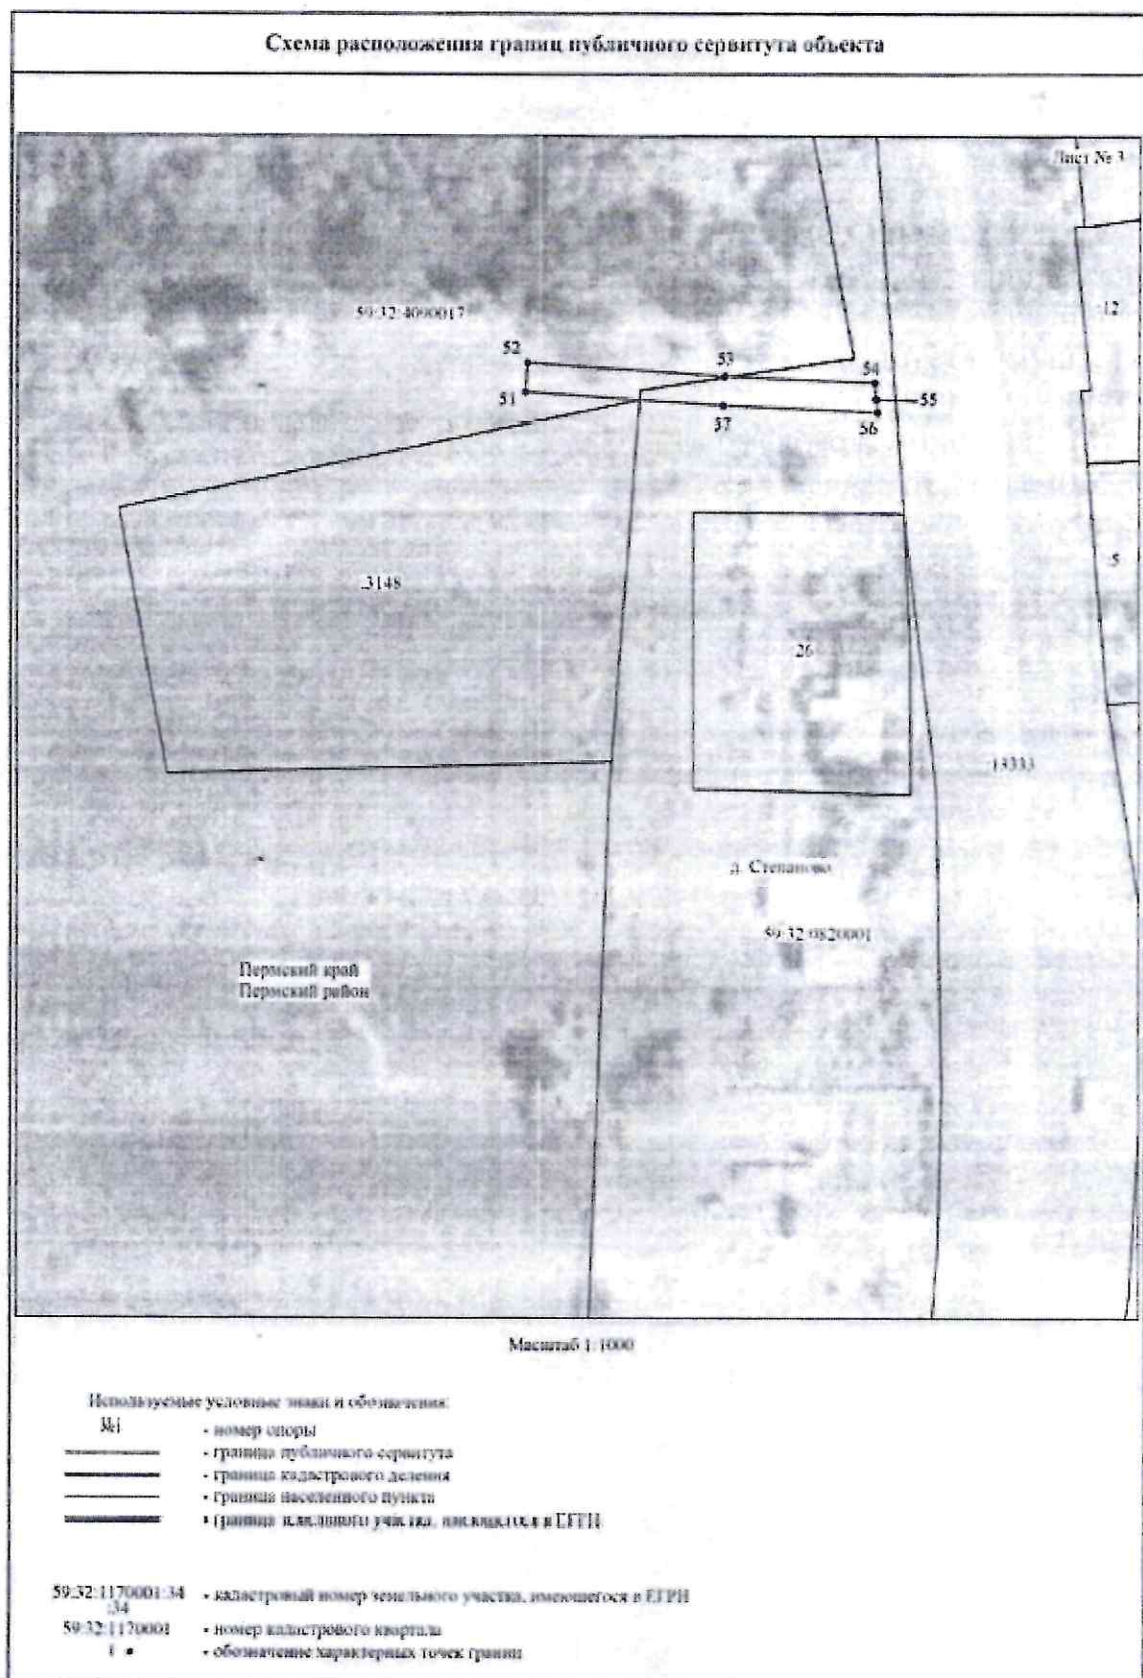 Схема расположения границ публичного сервитута объекта
Лист № 3
59:32:4090017
:12
52
53
54
51
57
55
56
:3148
:5
:26
:13333
д. Степаново
59:32:0820001
Пермский край
Пермский район
Масштаб 1:1000
Используемые условные знаки и обозначения:
№1 - номер опоры
- граница публичного сервитута
- граница кадастрового деления
- граница населенного пункта
- граница земельного участка, имеющегося в ЕГРН
59:32:1170001:34 - кадастровый номер земельного участка, имеющегося в ЕГРН
:34
59:32:1170001 - номер кадастрового квартала
1 • - обозначение характерных точек границ